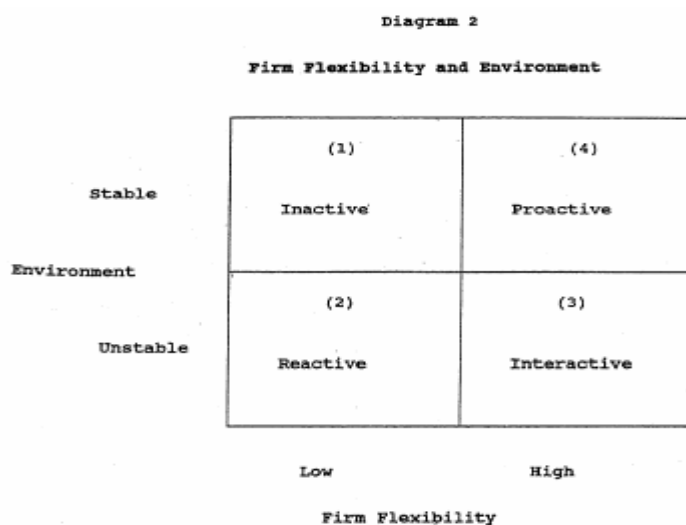 Diagram 2
Firm Flexibility and Environment
(1) (4)
Stable
Inactive Proactive
Environment
(2) (3)
Unstable
Reactive Interactive
Low High
Firm Flexibility